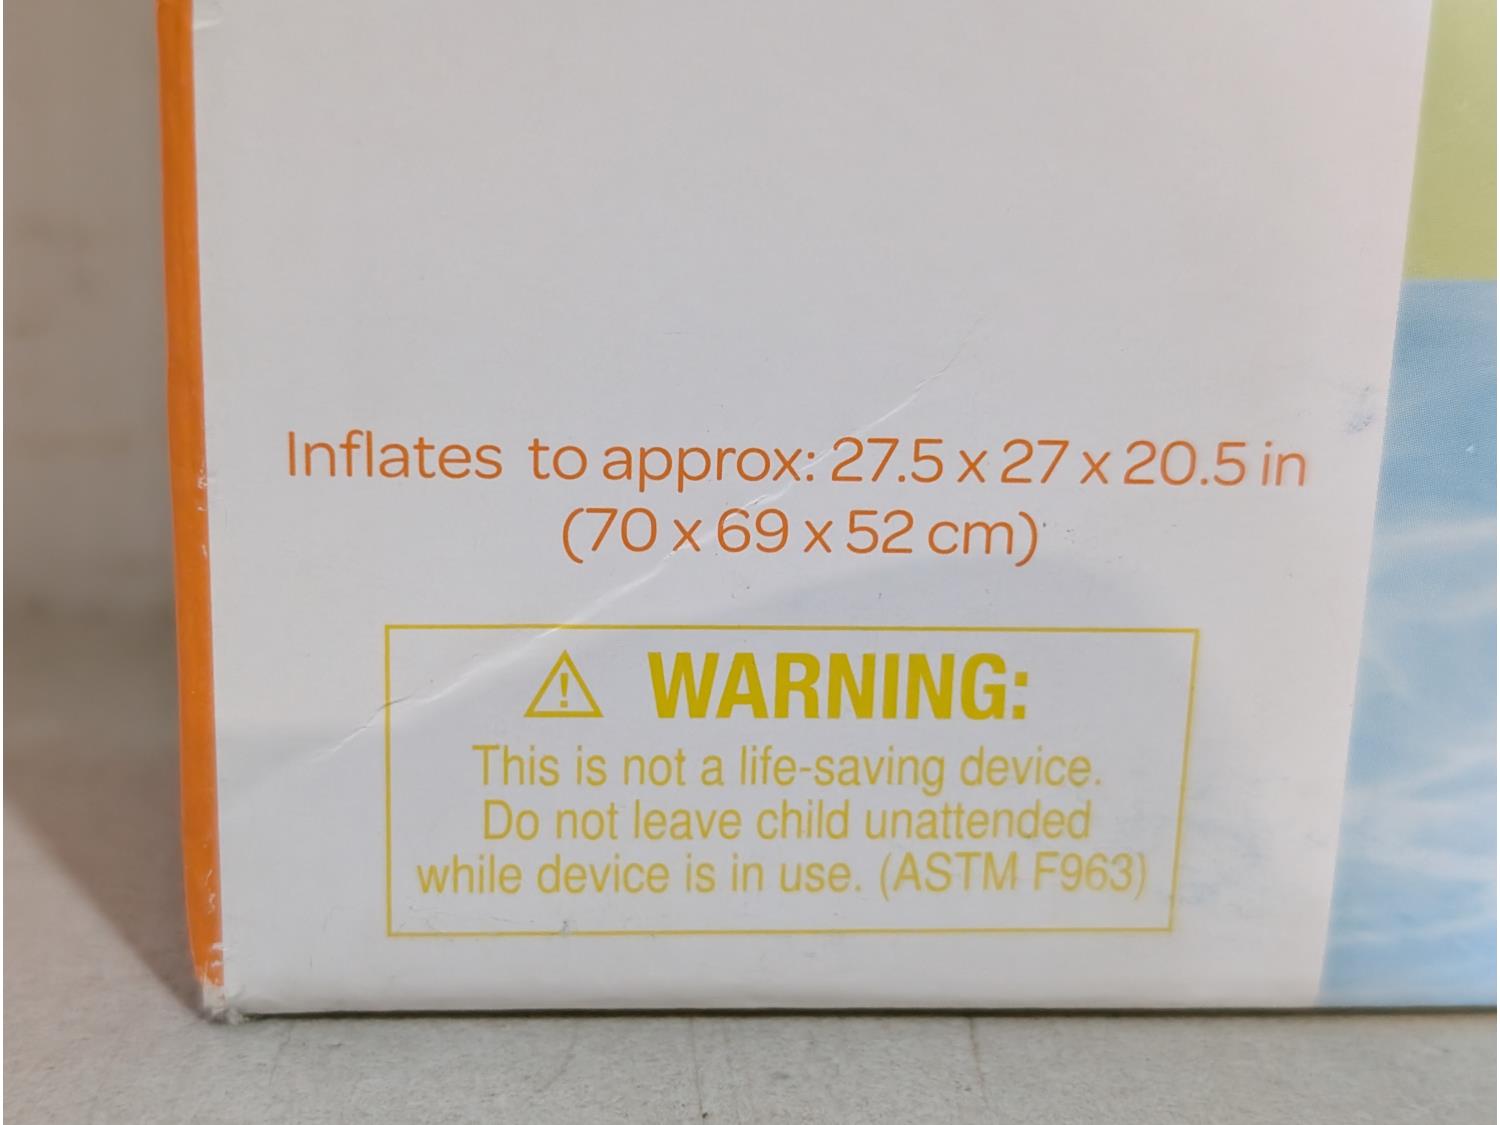 Inflates to approx: 27.5 x 27 x 20.5 in
(70 x 69 x 52 cm)
⚠ WARNING:
This is not a life-saving device.
Do not leave child unattended
while device is in use. (ASTM F963)